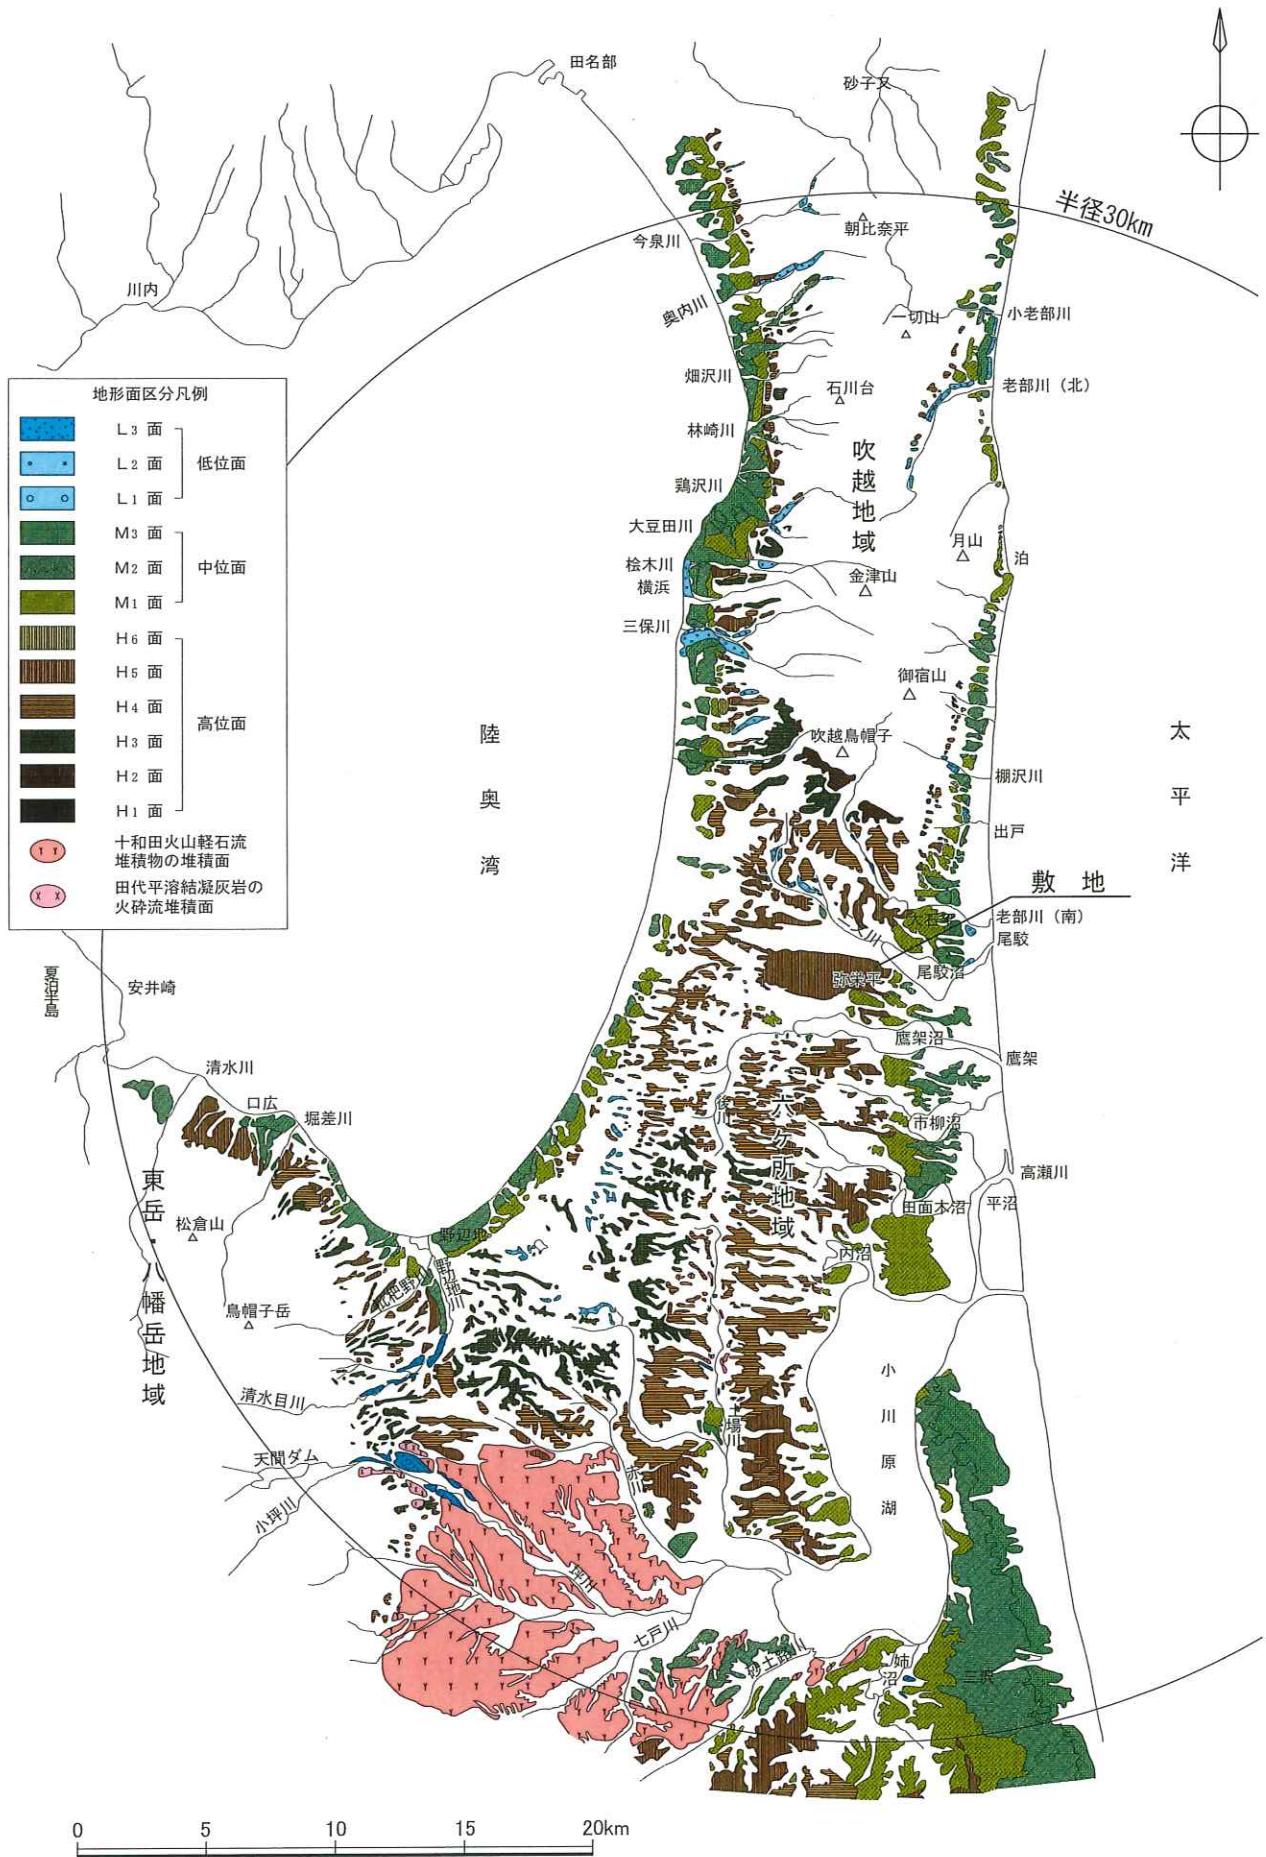 田名部
砂子又
半径30km
朝比奈平
今泉川
川内
奥内川
一切山
小老部川
地形面区分凡例
L3 面
L2 面
L1 面
低位面
M3 面
M2 面
M1 面
中位面
H6 面
H5 面
H4 面
H3 面
H2 面
H1 面
高位面
十和田火山軽石流
堆積物の堆積面
田代平溶結凝灰岩の
火砕流堆積面
畑沢川
石川台
老部川（北）
林崎川
吹越地域
鶏沢川
大豆田川
月山
泊
桧木川
横浜
金津山
三保川
御宿山
陸奥湾
太平洋
吹越烏帽子
棚沢川
出戸
敷 地
老部川（南）
尾駮
尾駮沼
弥栄平
夏泊半島
安井崎
鷹架沼
鷹架
清水川
口広
堀差川
後川
六ケ所地域
市柳沼
高瀬川
東岳・八幡岳地域
松倉山
田面木沼
平沼
野辺地
野辺地川
枇杷野川
内沼
烏帽子岳
小川原湖
清水目川
土場川
天間ダム
赤川
小坪川
坪川
七戸川
砂土路川
姉沼
三沢
0
5
10
15
20km